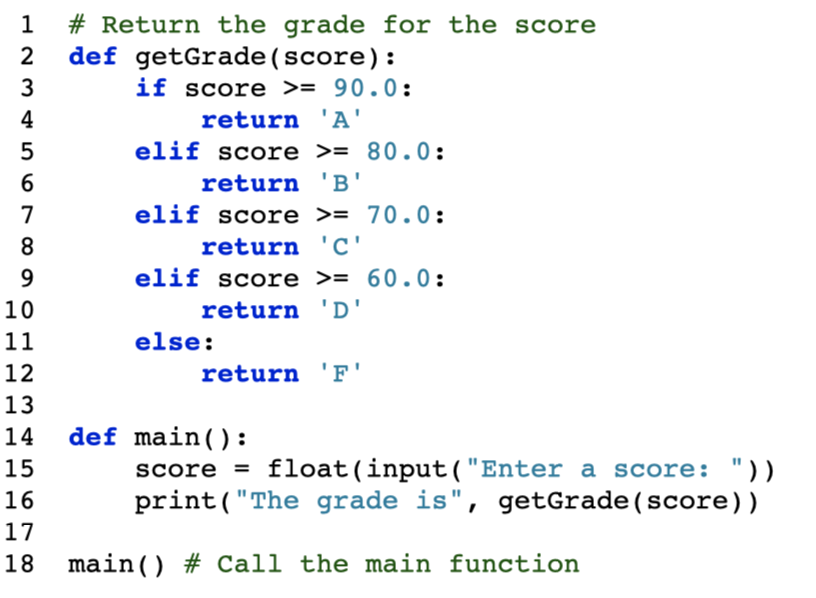 1 # Return the grade for the score
2 def getGrade(score):
3     if score >= 90.0:
4         return 'A'
5     elif score >= 80.0:
6         return 'B'
7     elif score >= 70.0:
8         return 'C'
9     elif score >= 60.0:
10         return 'D'
11     else:
12         return 'F'
13
14 def main():
15     score = float(input("Enter a score: "))
16     print("The grade is", getGrade(score))
17
18 main() # Call the main function